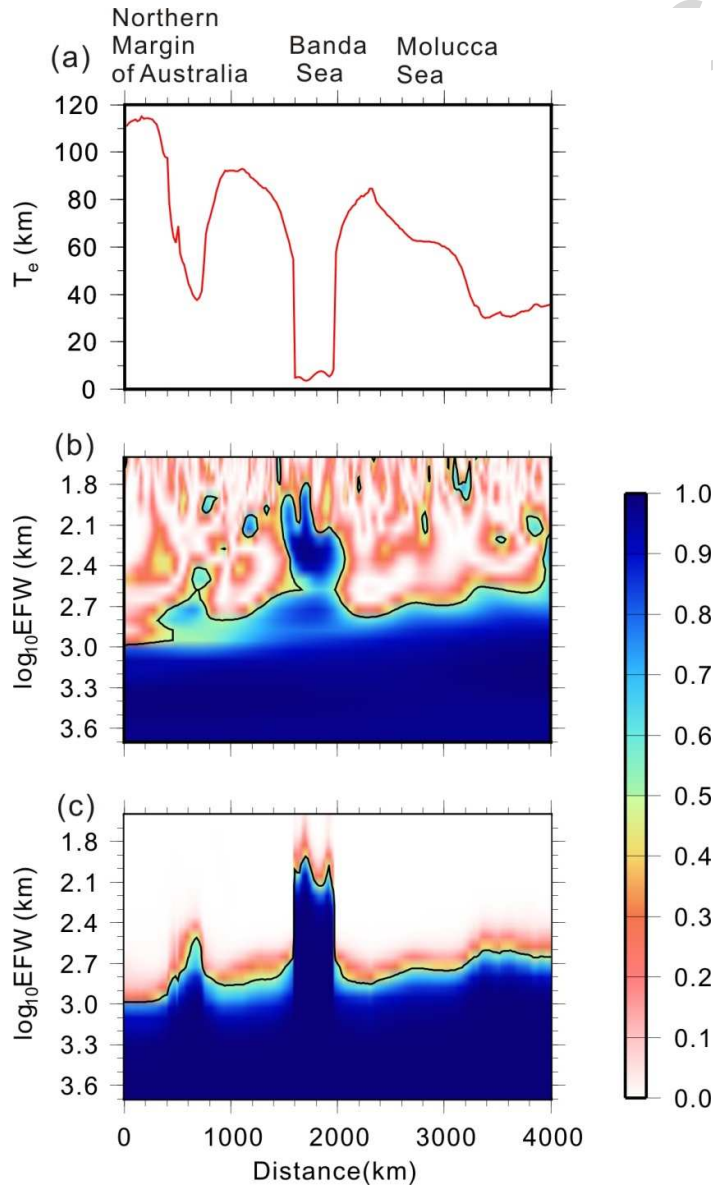 Northern
Margin
of Australia
Banda
Sea
Molucca
Sea
(a)
120
100
80
60
40
20
0
Te (km)
(b)
1.8
2.1
2.4
2.7
3.0
3.3
3.6
log10EFW (km)
(c)
1.8
2.1
2.4
2.7
3.0
3.3
3.6
log10EFW (km)
0 1000 2000 3000 4000
Distance(km)
1.0
0.9
0.8
0.7
0.6
0.5
0.4
0.3
0.2
0.1
0.0